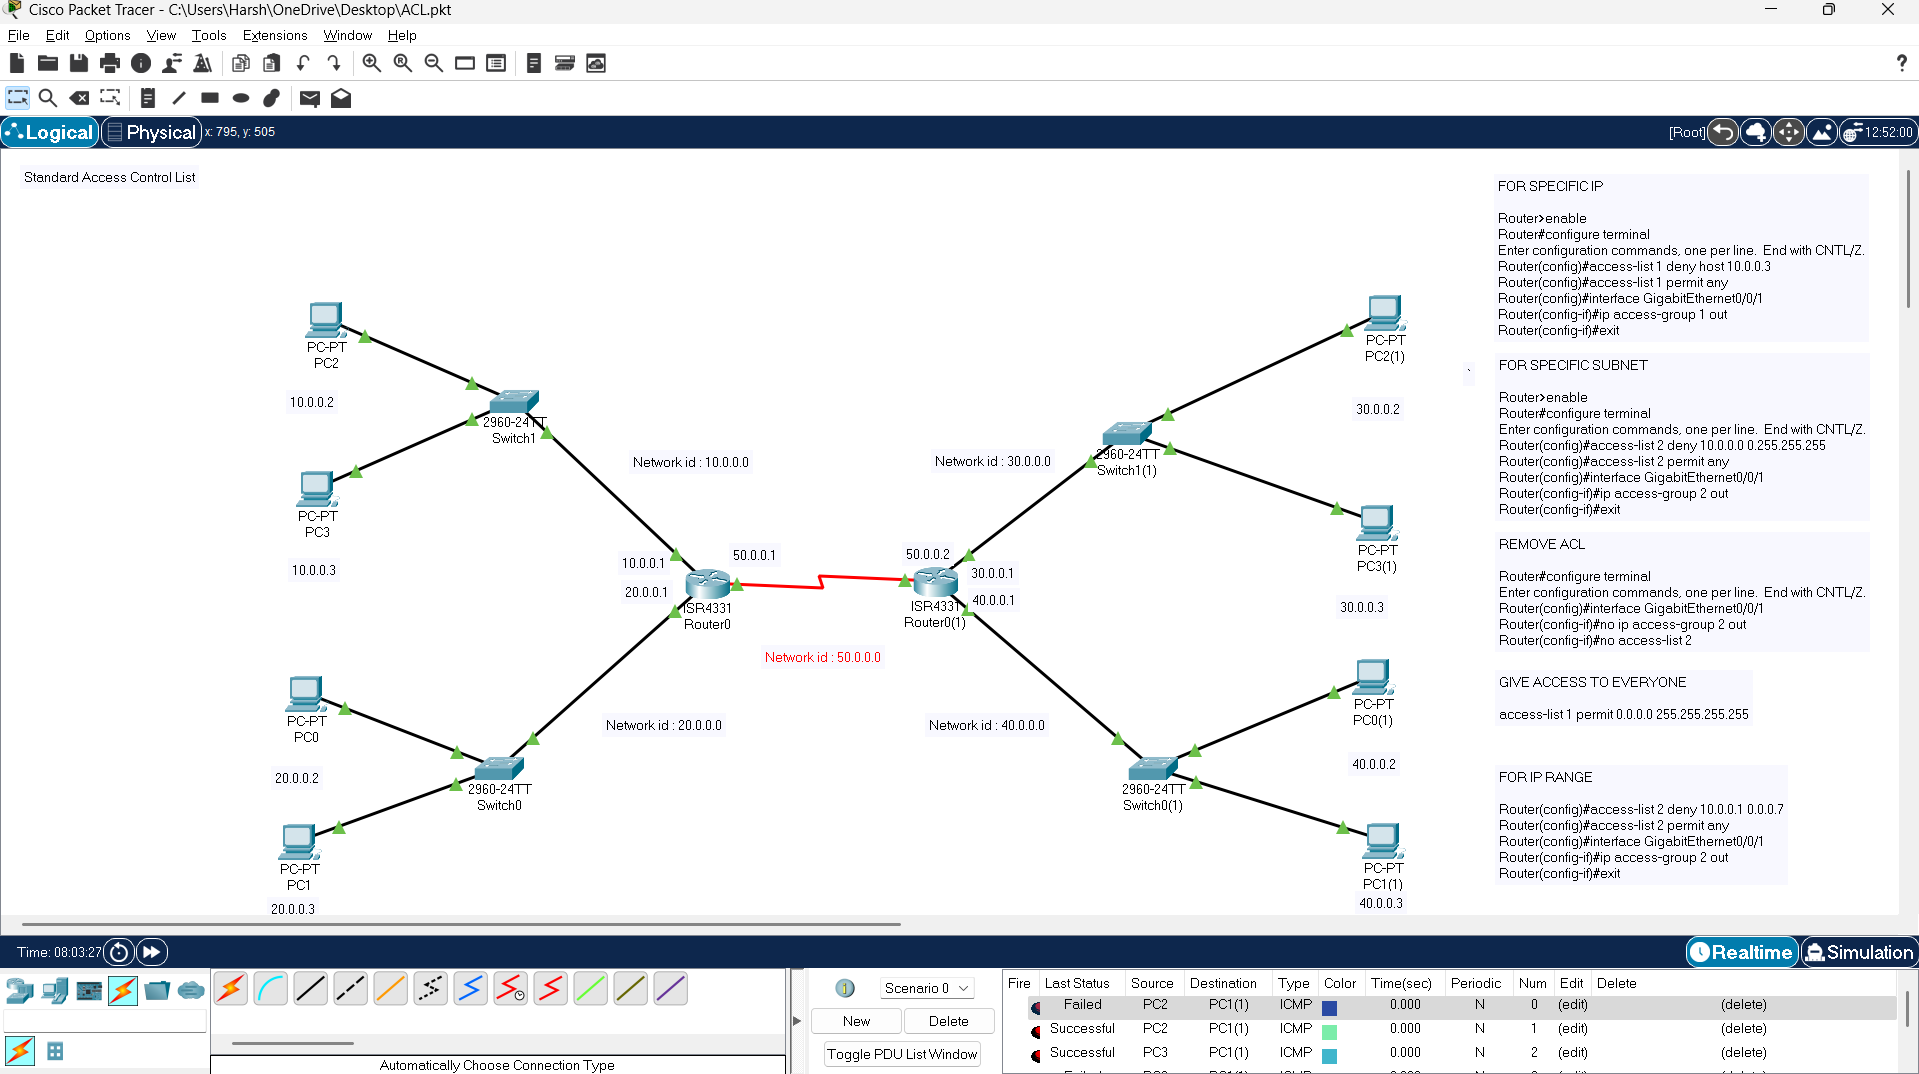 Cisco Packet Tracer - C:\Users\Harsh\OneDrive\Desktop\ACL.pkt
File Edit Options View Tools Extensions Window Help
?
Logical Physical x: 795, y: 505 [Root] 12:52:00
Standard Access Control List
PC-PT
PC2
10.0.0.2
2960-24TT
Switch1
PC-PT
PC3
10.0.0.3
Network id : 10.0.0.0
10.0.0.1
20.0.0.1
50.0.0.1
ISR4331
Router0
Network id : 50.0.0.0
PC-PT
PC0
20.0.0.2
2960-24TT
Switch0
PC-PT
PC1
20.0.0.3
Network id : 20.0.0.0
Network id : 30.0.0.0
50.0.0.2
30.0.0.1
40.0.0.1
ISR4331
Router0(1)
2960-24TT
Switch1(1)
PC-PT
PC2(1)
30.0.0.2
PC-PT
PC3(1)
30.0.0.3
Network id : 40.0.0.0
2960-24TT
Switch0(1)
PC-PT
PC0(1)
40.0.0.2
PC-PT
PC1(1)
40.0.0.3
`
FOR SPECIFIC IP
Router>enable
Router#configure terminal
Enter configuration commands, one per line. End with CNTL/Z.
Router(config)#access-list 1 deny host 10.0.0.3
Router(config)#access-list 1 permit any
Router(config)#interface GigabitEthernet0/0/1
Router(config-if)#ip access-group 1 out
Router(config-if)#exit
FOR SPECIFIC SUBNET
Router>enable
Router#configure terminal
Enter configuration commands, one per line. End with CNTL/Z.
Router(config)#access-list 2 deny 10.0.0.0 0.255.255.255
Router(config)#access-list 2 permit any
Router(config)#interface GigabitEthernet0/0/1
Router(config-if)#ip access-group 2 out
Router(config-if)#exit
REMOVE ACL
Router#configure terminal
Enter configuration commands, one per line. End with CNTL/Z.
Router(config)#interface GigabitEthernet0/0/1
Router(config-if)#no ip access-group 2 out
Router(config-if)#no access-list 2
GIVE ACCESS TO EVERYONE
access-list 1 permit 0.0.0.0 255.255.255.255
FOR IP RANGE
Router(config)#access-list 2 deny 10.0.0.1 0.0.0.7
Router(config)#access-list 2 permit any
Router(config)#interface GigabitEthernet0/0/1
Router(config-if)#ip access-group 2 out
Router(config-if)#exit
Time: 08:03:27 Realtime Simulation
Automatically Choose Connection Type
Scenario 0
New Delete
Toggle PDU List Window
Fire Last Status Source Destination Type Color Time(sec) Periodic Num Edit Delete
Failed PC2 PC1(1) ICMP 0.000 N 0 (edit) (delete)
Successful PC2 PC1(1) ICMP 0.000 N 1 (edit) (delete)
Successful PC3 PC1(1) ICMP 0.000 N 2 (edit) (delete)